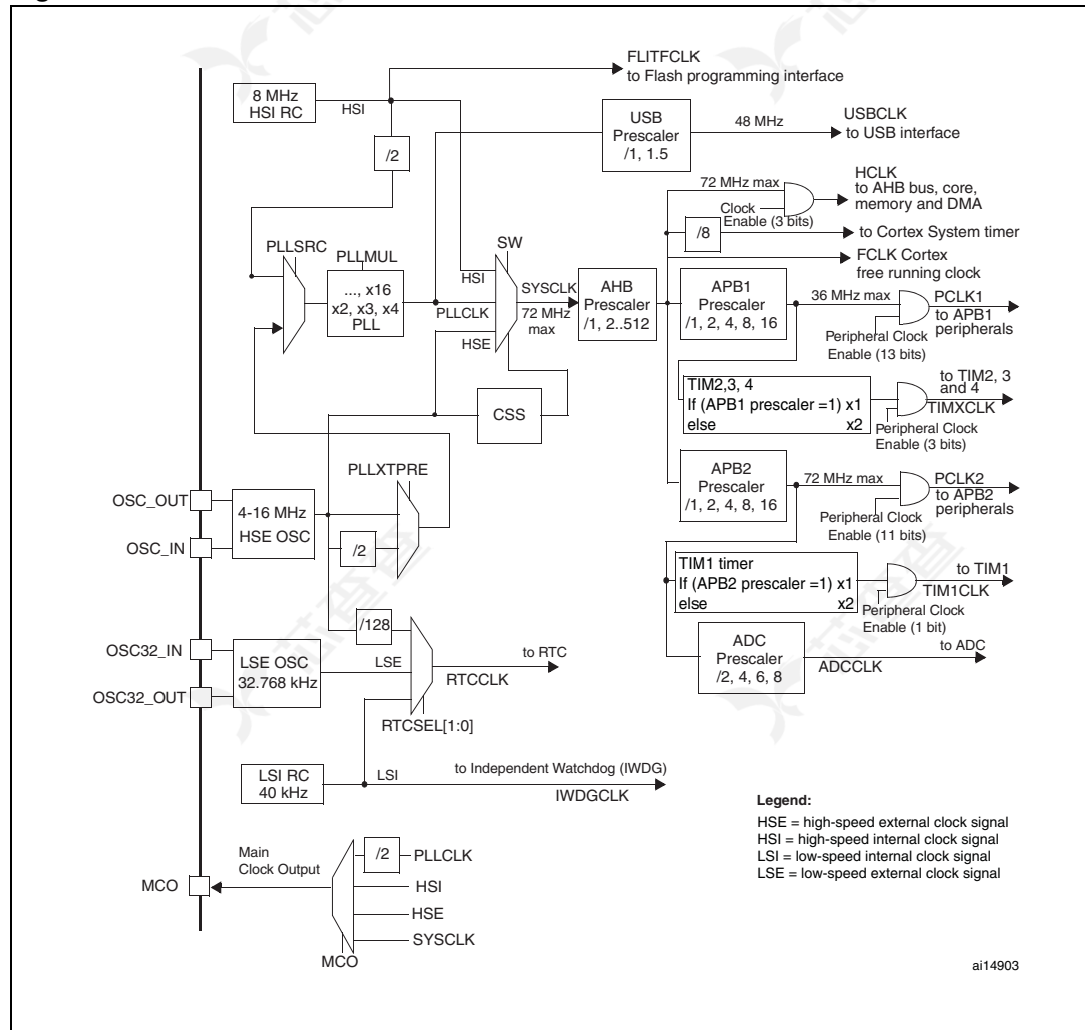 FLITFCLK
to Flash programming interface
8 MHz
HSI RC
HSI
/2
USB
Prescaler
/1, 1.5
48 MHz
USBCLK
to USB interface
72 MHz max
Clock
Enable (3 bits)
HCLK
to AHB bus, core,
memory and DMA
/8
to Cortex System timer
FCLK Cortex
free running clock
PLLSRC
PLLMUL
..., x16
x2, x3, x4
PLL
SW
HSI
PLLCLK
HSE
SYSCLK
72 MHz
max
AHB
Prescaler
/1, 2..512
APB1
Prescaler
/1, 2, 4, 8, 16
36 MHz max
PCLK1
to APB1
peripherals
Peripheral Clock
Enable (13 bits)
TIM2,3, 4
If (APB1 prescaler =1) x1
else x2
to TIM2, 3
and 4
TIMXCLK
Peripheral Clock
Enable (3 bits)
CSS
PLLXTPRE
OSC_OUT
OSC_IN
4-16 MHz
HSE OSC
/2
APB2
Prescaler
/1, 2, 4, 8, 16
72 MHz max
PCLK2
to APB2
peripherals
Peripheral Clock
Enable (11 bits)
TIM1 timer
If (APB2 prescaler =1) x1
else x2
to TIM1
TIM1CLK
Peripheral Clock
Enable (1 bit)
/128
OSC32_IN
OSC32_OUT
LSE OSC
32.768 kHz
LSE
to RTC
RTCCLK
RTCSEL[1:0]
ADC
Prescaler
/2, 4, 6, 8
to ADC
ADCCLK
LSI RC
40 kHz
LSI
to Independent Watchdog (IWDG)
IWDGCLK
Legend:
HSE = high-speed external clock signal
HSI = high-speed internal clock signal
LSI = low-speed internal clock signal
LSE = low-speed external clock signal
Main
Clock Output
MCO
/2
PLLCLK
HSI
HSE
SYSCLK
MCO
ai14903
芯查查